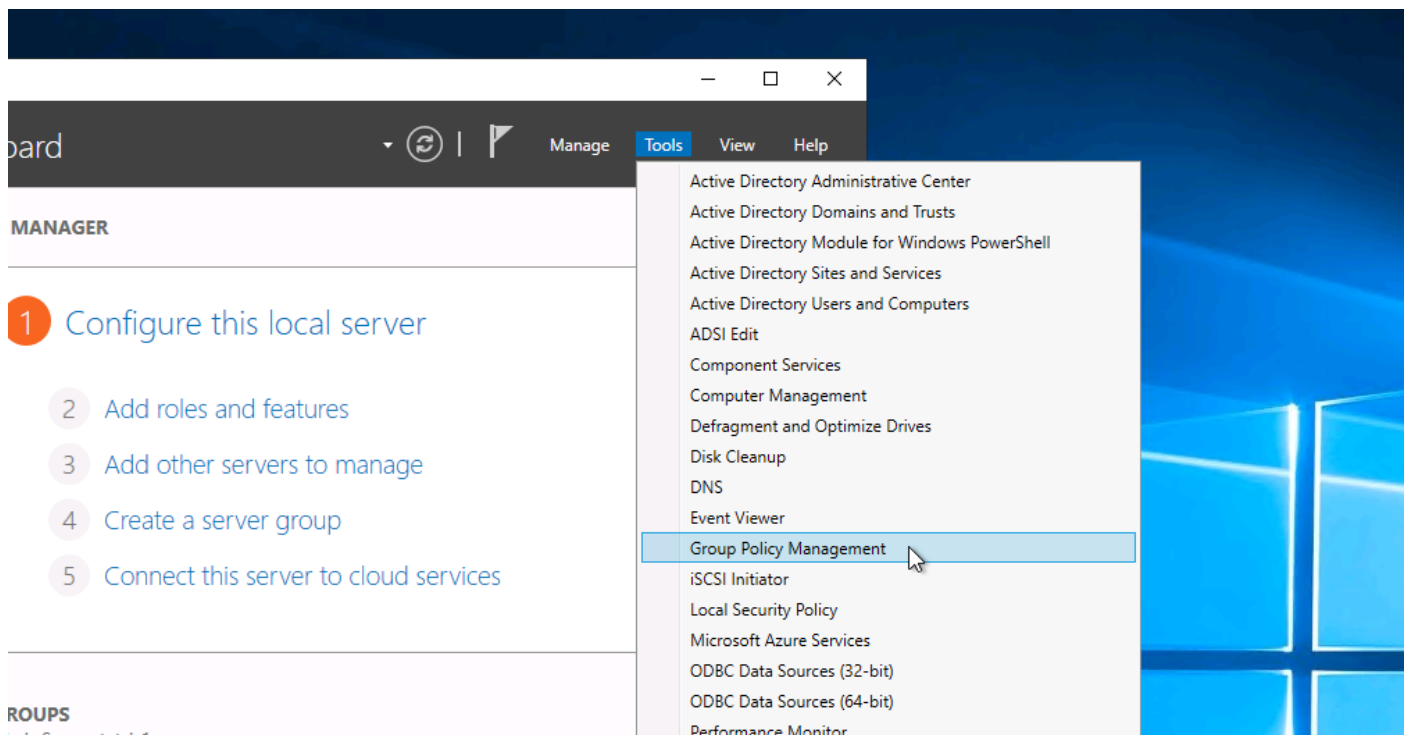 oard
Manage Tools View Help
MANAGER
1 Configure this local server
2 Add roles and features
3 Add other servers to manage
4 Create a server group
5 Connect this server to cloud services
ROUPS
Active Directory Administrative Center
Active Directory Domains and Trusts
Active Directory Module for Windows PowerShell
Active Directory Sites and Services
Active Directory Users and Computers
ADSI Edit
Component Services
Computer Management
Defragment and Optimize Drives
Disk Cleanup
DNS
Event Viewer
Group Policy Management
iSCSI Initiator
Local Security Policy
Microsoft Azure Services
ODBC Data Sources (32-bit)
ODBC Data Sources (64-bit)
Performance Monitor